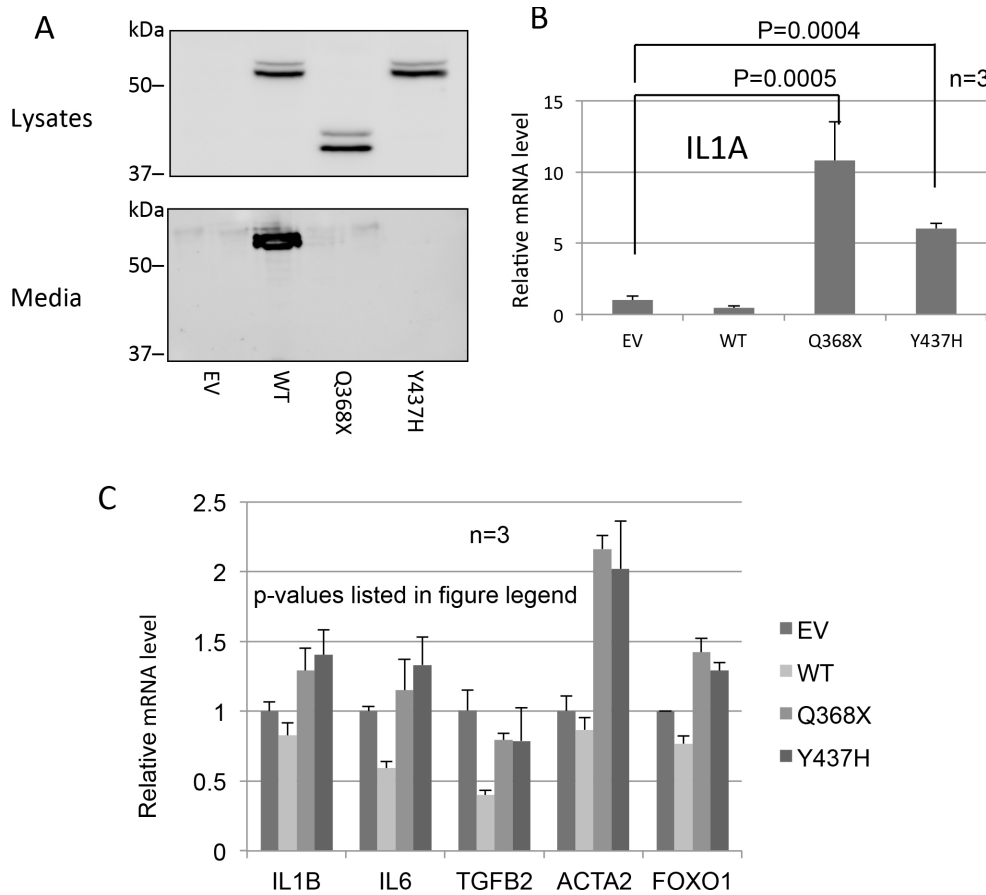 A
kDa
50–
37–
Lysates
kDa
50–
37–
Media
EV
WT
Q368X
Y437H
B
P=0.0004
P=0.0005
n=3
15
10
5
0
Relative mRNA level
IL1A
EV WT Q368X Y437H
C
2.5
2
1.5
1
0.5
0
Relative mRNA level
n=3
p-values listed in figure legend
EV
WT
Q368X
Y437H
IL1B IL6 TGFB2 ACTA2 FOXO1